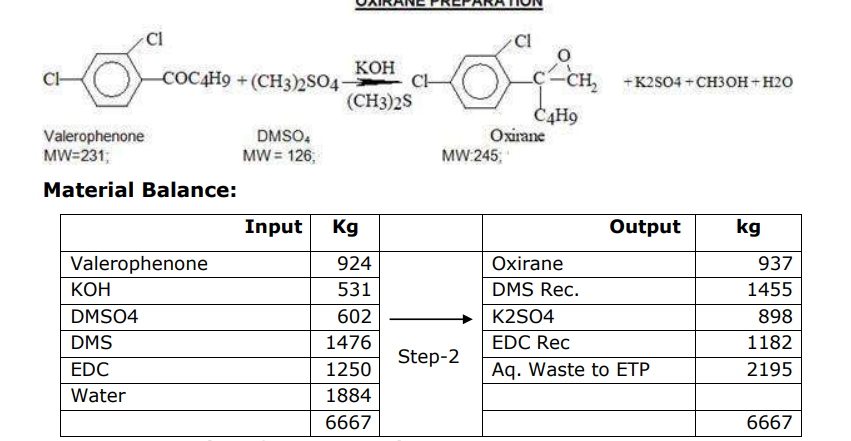 OXIRANE PREPARATION
Cl Cl
Cl COC4H9 + (CH3)2SO4 KOH (CH3)2S Cl C O CH2 + K2SO4 + CH3OH + H2O
C4H9
Valerophenone DMSO4 Oxirane
MW=231; MW = 126; MW:245;
Material Balance:
Input Kg Output kg
Valerophenone 924 Oxirane 937
KOH 531 DMS Rec. 1455
DMSO4 602 K2SO4 898
DMS 1476 EDC Rec 1182
Step-2
EDC 1250 Aq. Waste to ETP 2195
Water 1884
6667 6667